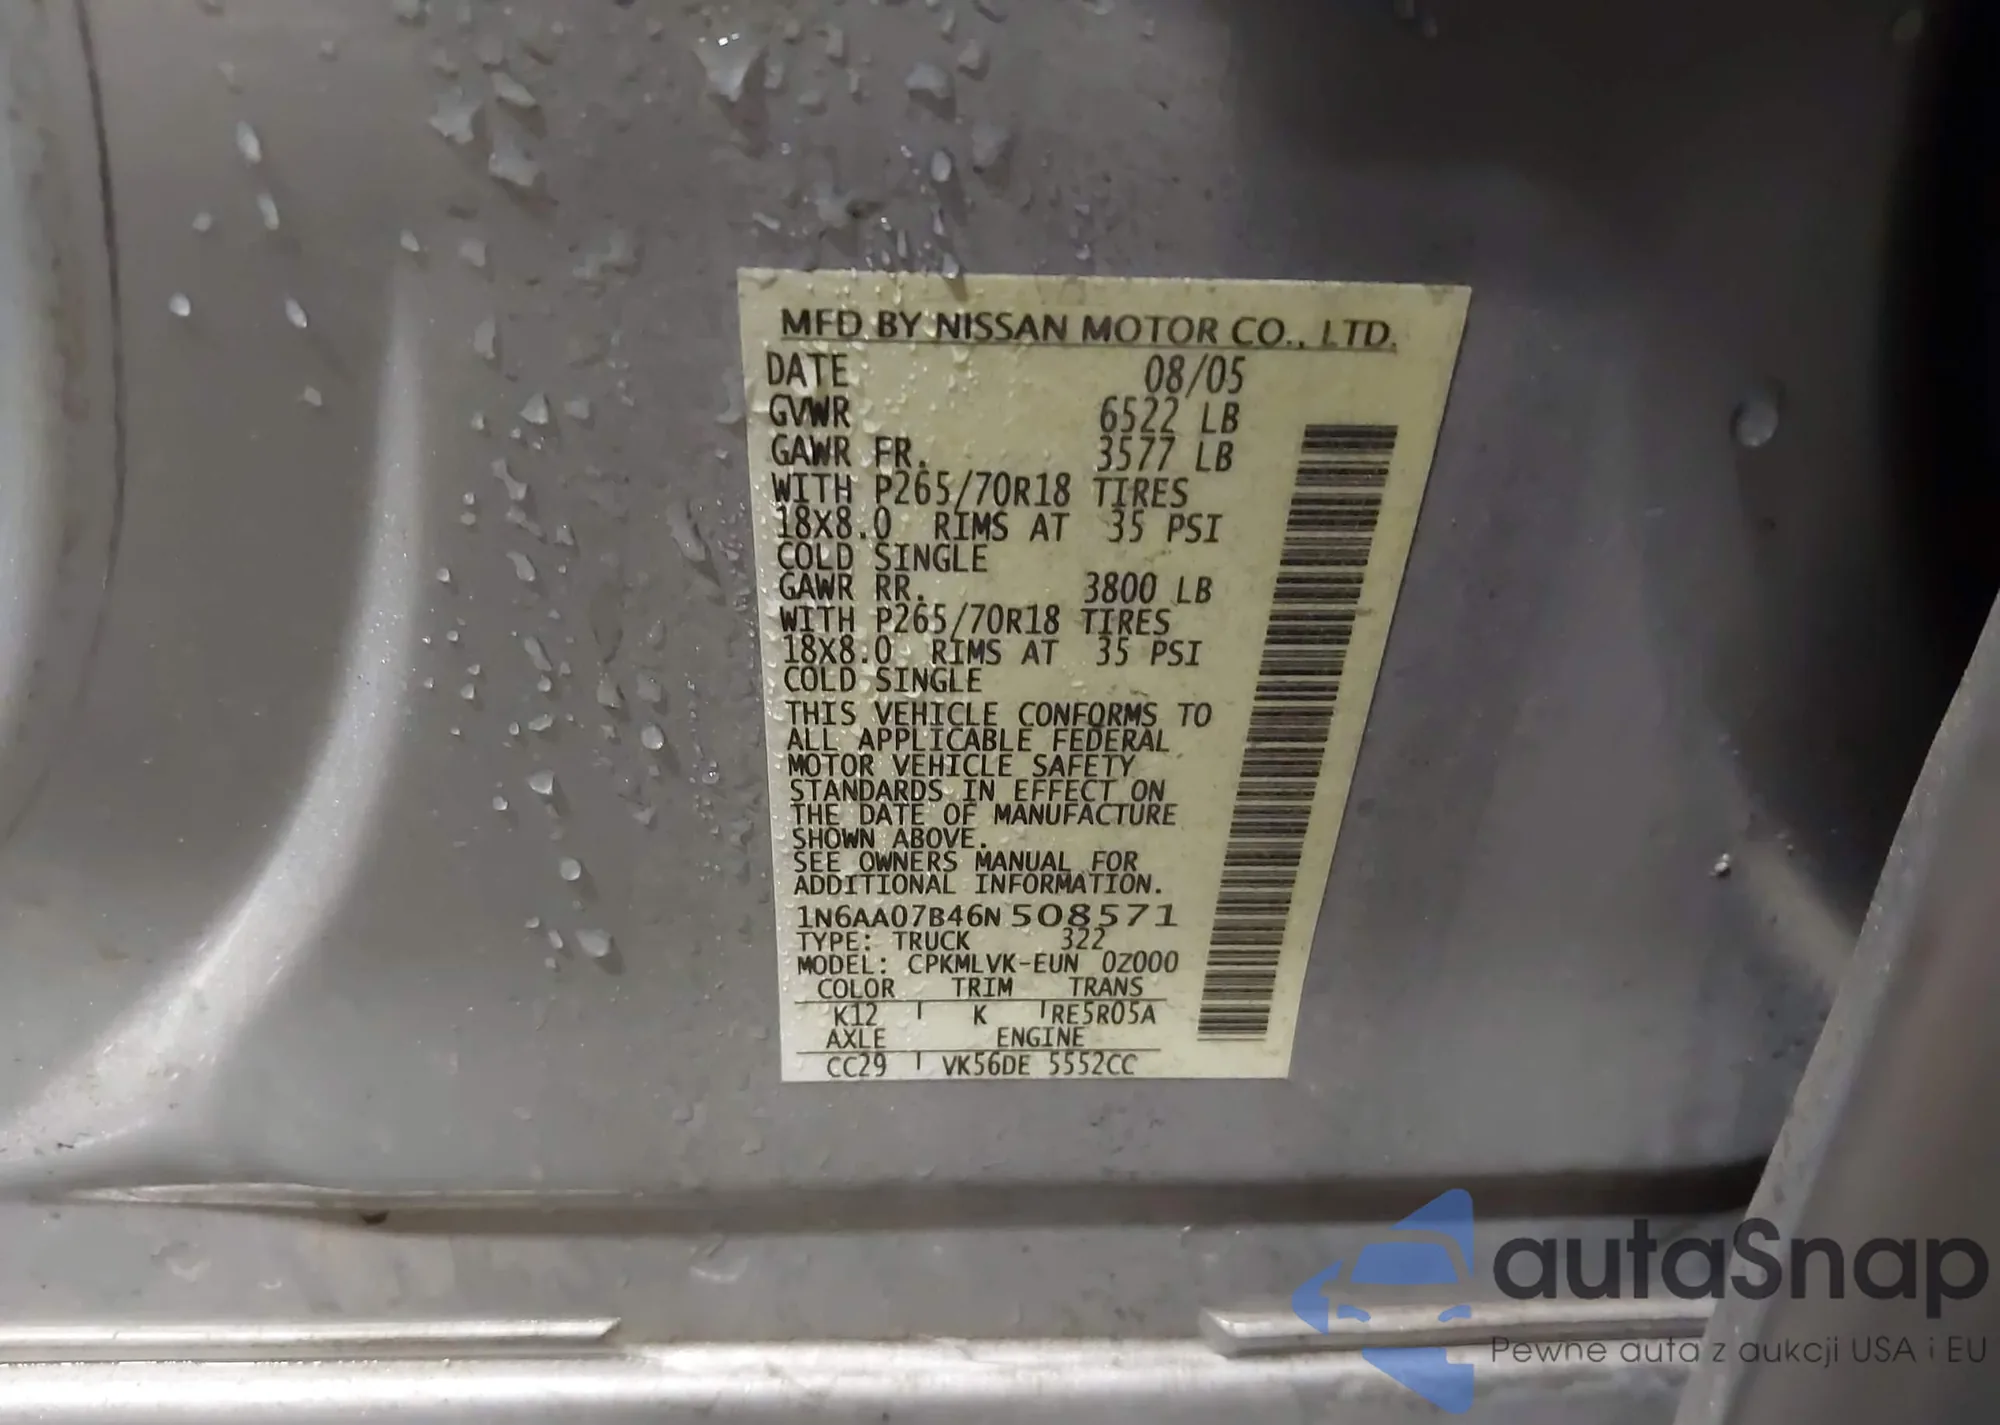 MFD BY NISSAN MOTOR CO., LTD.
DATE 08/05
GVWR 6522 LB
GAWR FR. 3577 LB
WITH P265/70R18 TIRES
18X8.0 RIMS AT 35 PSI
COLD SINGLE
GAWR RR. 3800 LB
WITH P265/70R18 TIRES
18X8.0 RIMS AT 35 PSI
COLD SINGLE
THIS VEHICLE CONFORMS TO
ALL APPLICABLE FEDERAL
MOTOR VEHICLE SAFETY
STANDARDS IN EFFECT ON
THE DATE OF MANUFACTURE
SHOWN ABOVE.
SEE OWNERS MANUAL FOR
ADDITIONAL INFORMATION.
1N6AA07B46N508571
TYPE: TRUCK 322
MODEL: CPKMLVK-EUN 0Z000
COLOR TRIM TRANS
K12 K RE5R05A
AXLE ENGINE
CC29 VK56DE 5552CC
autaSnap
Pewne auta z aukcji USA i EU